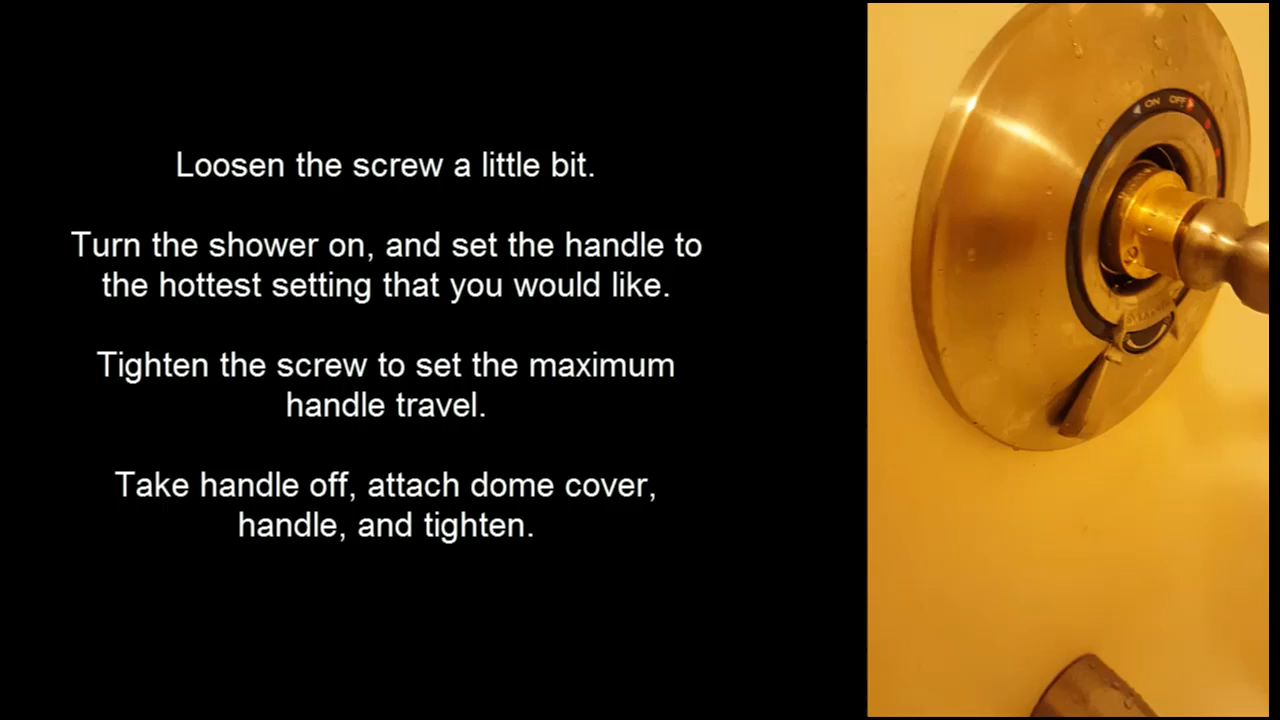 Loosen the screw a little bit.
Turn the shower on, and set the handle to
the hottest setting that you would like.
Tighten the screw to set the maximum
handle travel.
Take handle off, attach dome cover,
handle, and tighten.
ON OFF